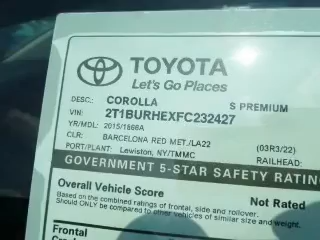 TOYOTA
Let's Go Places
DESC.: COROLLA S PREMIUM
VIN: 2T1BURHEXFC232427
YR/MDL: 2015/1866A
CLR: BARCELONA RED MET./LA22 (03R3/22)
PORT/PLANT: Lewiston, NY/TMMC RAILHEAD:
GOVERNMENT 5-STAR SAFETY RATING
Overall Vehicle Score Not Rated
Based on the combined ratings of frontal, side and rollover.
Should ONLY be compared to other vehicles of similar size and weight.
Frontal